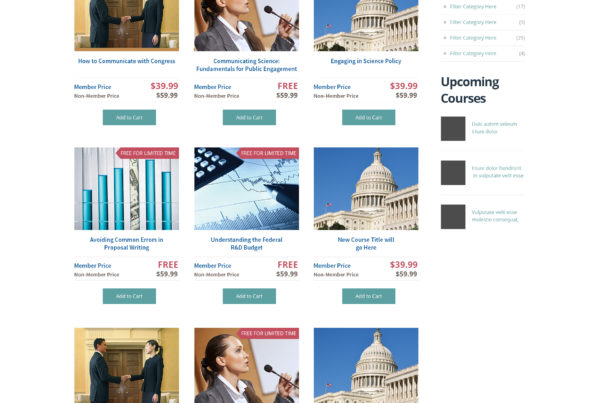 Filter Category Here (17)
Filter Category Here (5)
Filter Category Here (25)
Filter Category Here (4)
How to Communicate with Congress
Member Price $39.99
Non-Member Price $59.99
Add to Cart
Communicating Science:
Fundamentals for Public Engagement
Member Price FREE
Non-Member Price $59.99
Add to Cart
Engaging in Science Policy
Member Price $39.99
Non-Member Price $59.99
Add to Cart
Upcoming
Courses
Duis autem veleum
iriure dolor
Iriure dolor hendrerit
in vulputate velit esse
Vulputate velit esse
molestie consequat,
FREE FOR LIMITED TIME
Avoiding Common Errors in
Proposal Writing
Member Price FREE
Non-Member Price $59.99
Add to Cart
FREE FOR LIMITED TIME
Understanding the Federal
R&D Budget
Member Price FREE
Non-Member Price $59.99
Add to Cart
New Course Title will
go Here
Member Price $39.99
Non-Member Price $59.99
Add to Cart
FREE FOR LIMITED TIME